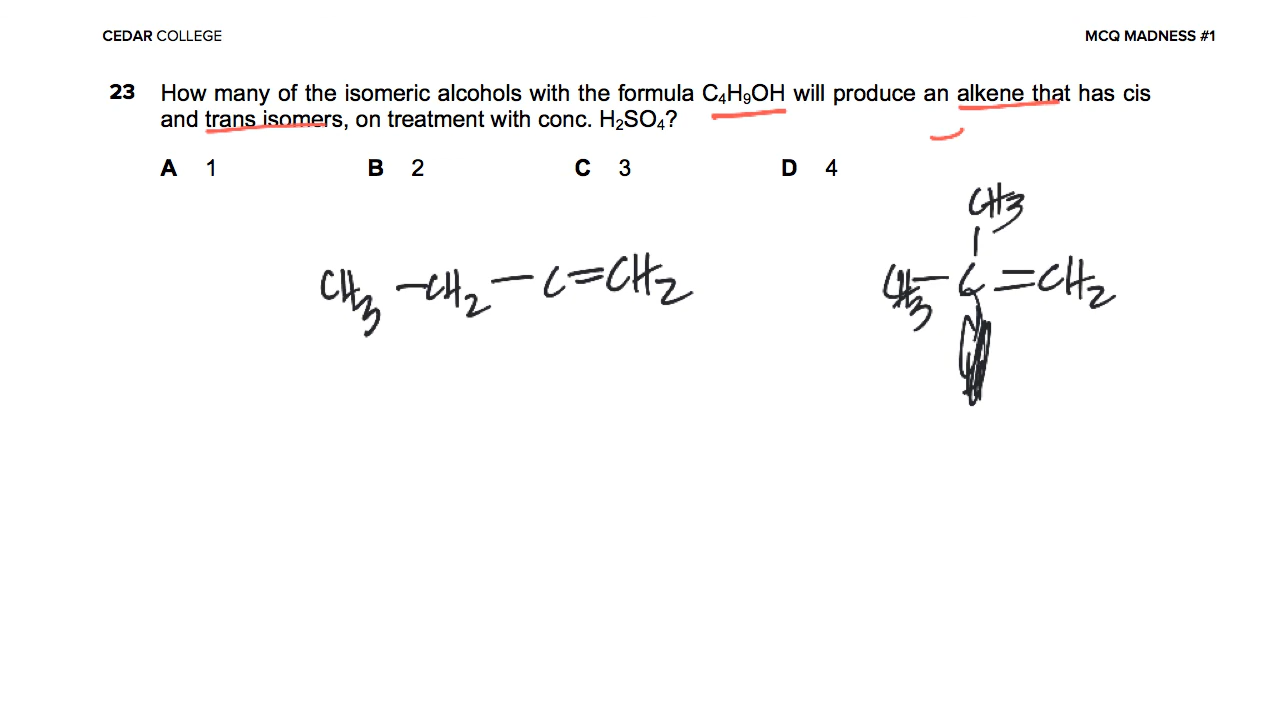 CEDAR COLLEGE MCQ MADNESS #1
23 How many of the isomeric alcohols with the formula C₄H₉OH will produce an alkene that has cis
and trans isomers, on treatment with conc. H₂SO₄?
A 1 B 2 C 3 D 4
CH3
CH3 - CH2 - C = CH2
CH3 - C = CH2